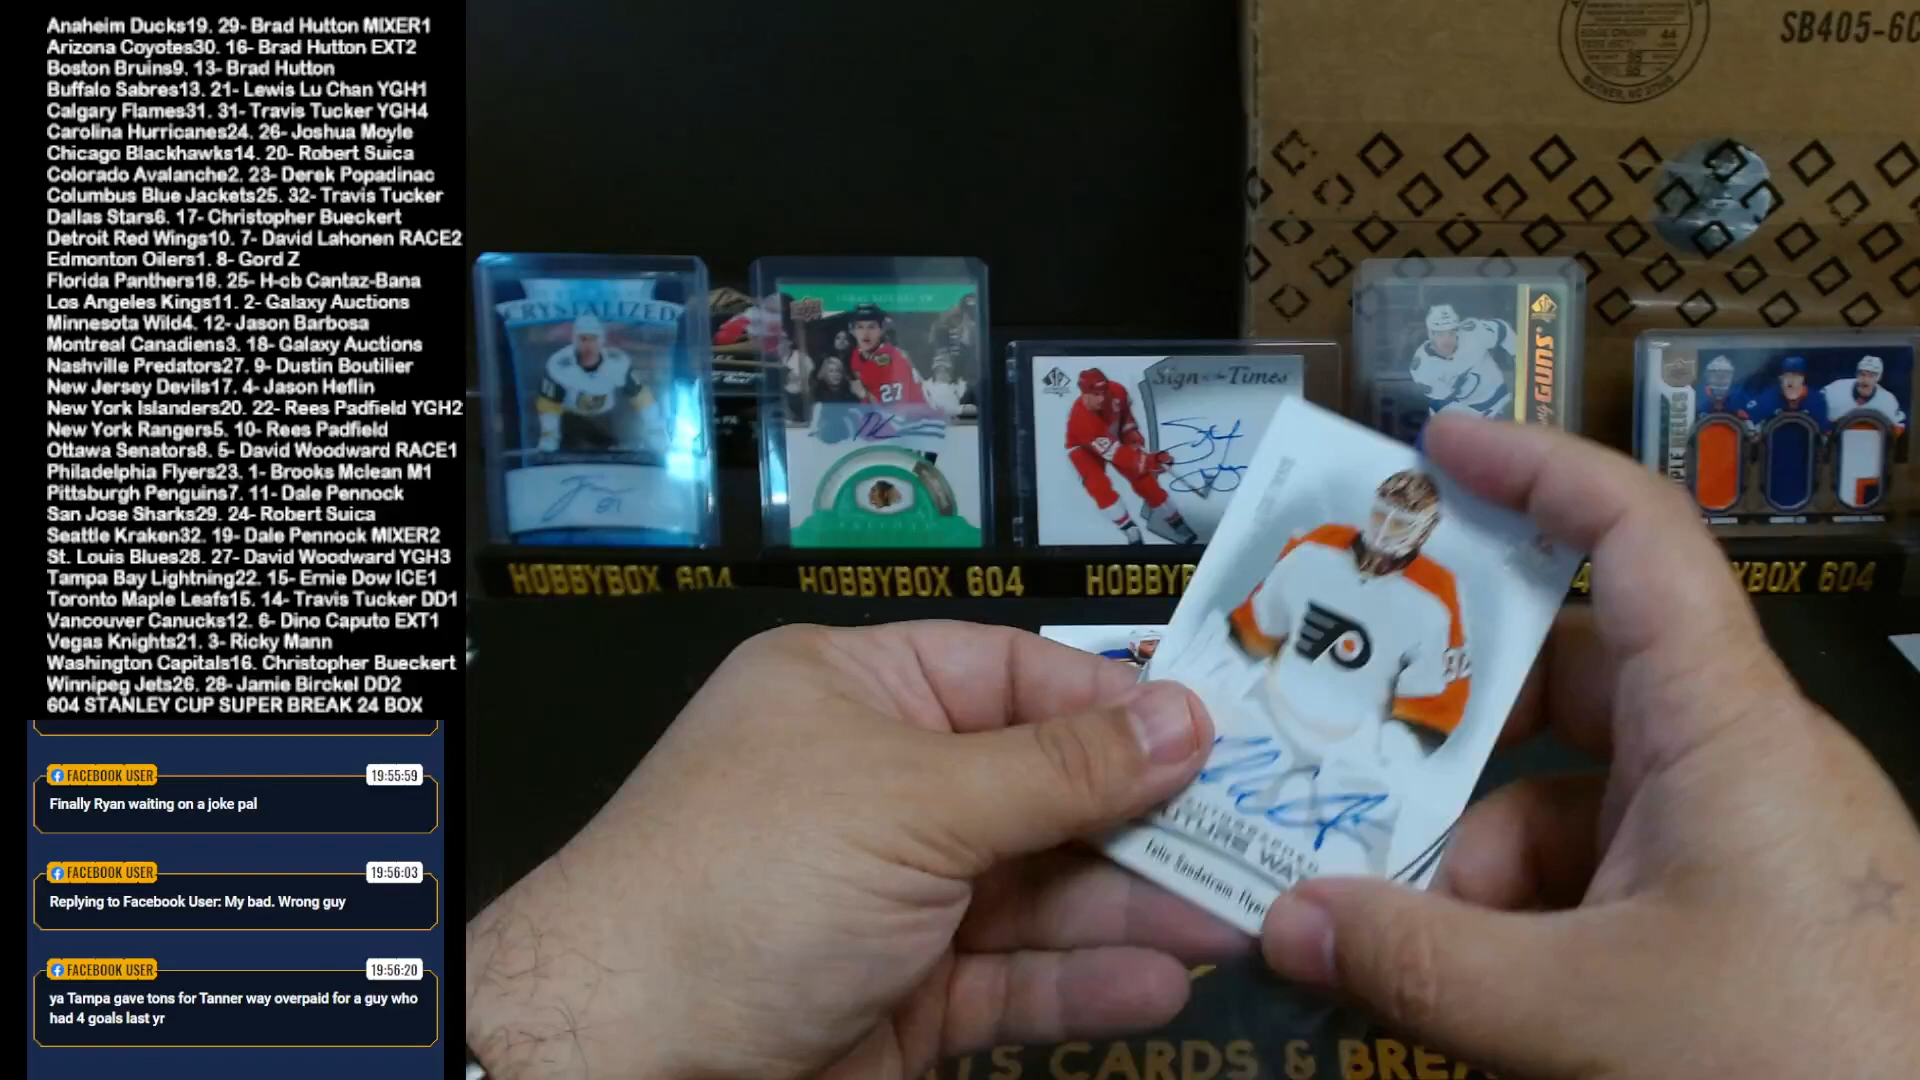 Anaheim Ducks19. 29- Brad Hutton MIXER1
Arizona Coyotes30. 16- Brad Hutton EXT2
Boston Bruins9. 13- Brad Hutton
Buffalo Sabres13. 21- Lewis Lu Chan YGH1
Calgary Flames31. 31- Travis Tucker YGH4
Carolina Hurricanes24. 26- Joshua Moyle
Chicago Blackhawks14. 20- Robert Suica
Colorado Avalanche2. 23- Derek Popadinac
Columbus Blue Jackets25. 32- Travis Tucker
Dallas Stars6. 17- Christopher Bueckert
Detroit Red Wings10. 7- David Lahonen RACE2
Edmonton Oilers1. 8- Gord Z
Florida Panthers18. 25- H-cb Cantaz-Bana
Los Angeles Kings11. 2- Galaxy Auctions
Minnesota Wild4. 12- Jason Barbosa
Montreal Canadiens3. 18- Galaxy Auctions
Nashville Predators27. 9- Dustin Boutilier
New Jersey Devils17. 4- Jason Heflin
New York Islanders20. 22- Rees Padfield YGH2
New York Rangers5. 10- Rees Padfield
Ottawa Senators8. 5- David Woodward RACE1
Philadelphia Flyers23. 1- Brooks Mclean M1
Pittsburgh Penguins7. 11- Dale Pennock
San Jose Sharks29. 24- Robert Suica
Seattle Kraken32. 19- Dale Pennock MIXER2
St. Louis Blues28. 27- David Woodward YGH3
Tampa Bay Lightning22. 15- Ernie Dow ICE1
Toronto Maple Leafs15. 14- Travis Tucker DD1
Vancouver Canucks12. 6- Dino Caputo EXT1
Vegas Knights21. 3- Ricky Mann
Washington Capitals16. Christopher Bueckert
Winnipeg Jets26. 28- Jamie Birckel DD2
604 STANLEY CUP SUPER BREAK 24 BOX
FACEBOOK USER 19:55:59
Finally Ryan waiting on a joke pal
FACEBOOK USER 19:56:03
Replying to Facebook User: My bad. Wrong guy
FACEBOOK USER 19:56:20
ya Tampa gave tons for Tanner way overpaid for a guy who
had 4 goals last yr
SB405-6C
CRYSTALIZED
27
Sign of the Times
GUNS
HOBBYBOX 604
HOBBYBOX 604
HOBBYB
YBOX 604
Felix Sandstrom
CARDS & BREA